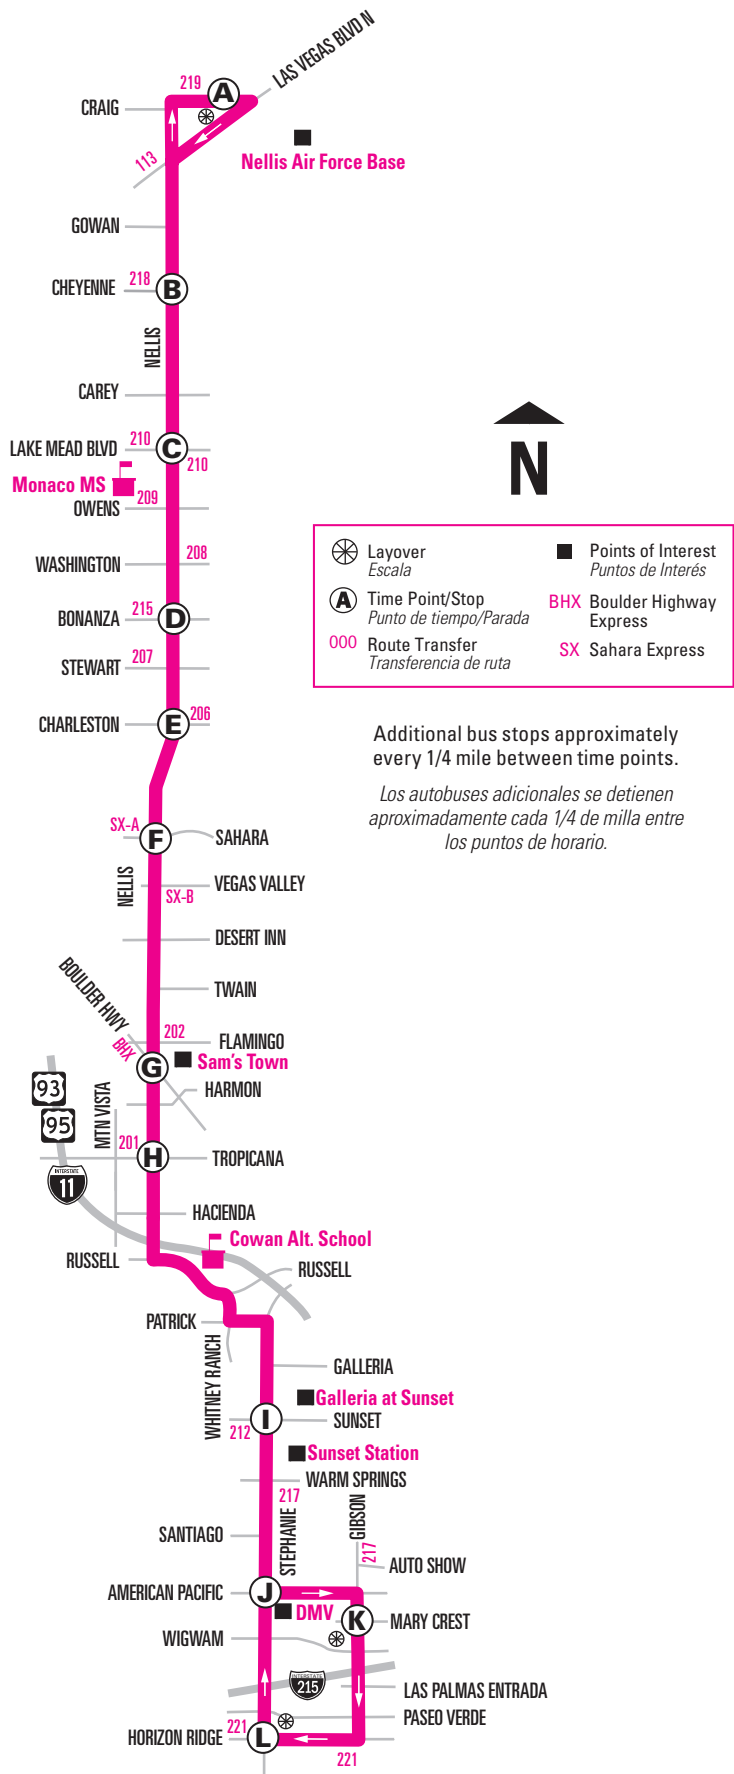 LAS VEGAS BLVD N
219
A
CRAIG
113
Nellis Air Force Base
GOWAN
CHEYENNE
218
B
NELLIS
CAREY
LAKE MEAD BLVD
210
C
210
Monaco MS
209
OWENS
WASHINGTON
208
BONANZA
215
D
STEWART
207
CHARLESTON
E
206
N
Layover
Escala
Points of Interest
Puntos de Interés
A
Time Point/Stop
Punto de tiempo/Parada
BHX
Boulder Highway
Express
000
Route Transfer
Transferencia de ruta
SX
Sahara Express
Additional bus stops approximately
every 1/4 mile between time points.
Los autobuses adicionales se detienen
aproximadamente cada 1/4 de milla entre
los puntos de horario.
SX-A
F
SAHARA
NELLIS
VEGAS VALLEY
SX-B
DESERT INN
BOULDER HWY
TWAIN
202
FLAMINGO
BHX
G
Sam's Town
93
HARMON
95
MTN VISTA
201
H
TROPICANA
INTERSTATE
11
HACIENDA
Cowan Alt. School
RUSSELL
RUSSELL
PATRICK
WHITNEY RANCH
GALLERIA
Galleria at Sunset
I
SUNSET
212
Sunset Station
WARM SPRINGS
217
STEPHANIE
GIBSON
SANTIAGO
217
AUTO SHOW
AMERICAN PACIFIC
J
DMV
K
MARY CREST
WIGWAM
INTERSTATE
215
LAS PALMAS ENTRADA
PASEO VERDE
HORIZON RIDGE
221
L
221